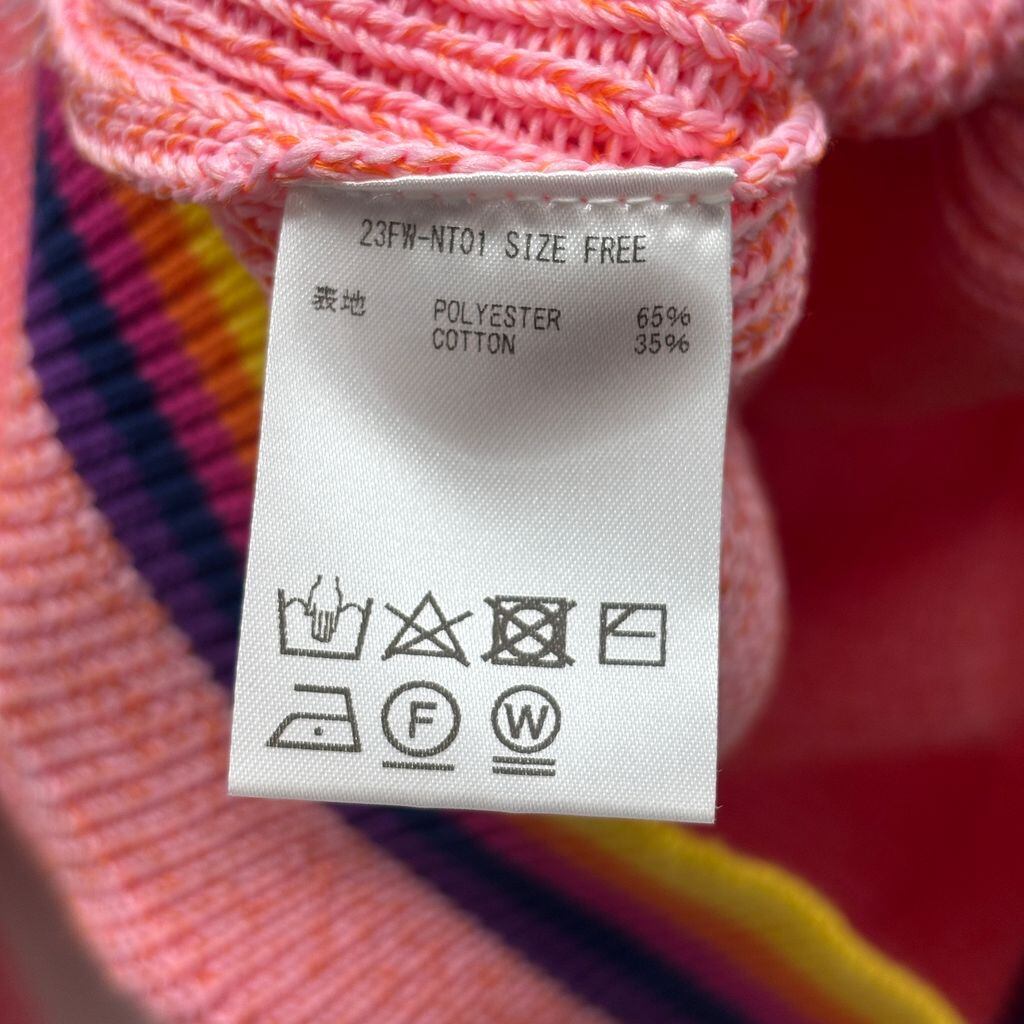 23FW-NT01 SIZE FREE
表地 POLYESTER 65%
COTTON 35%
F W